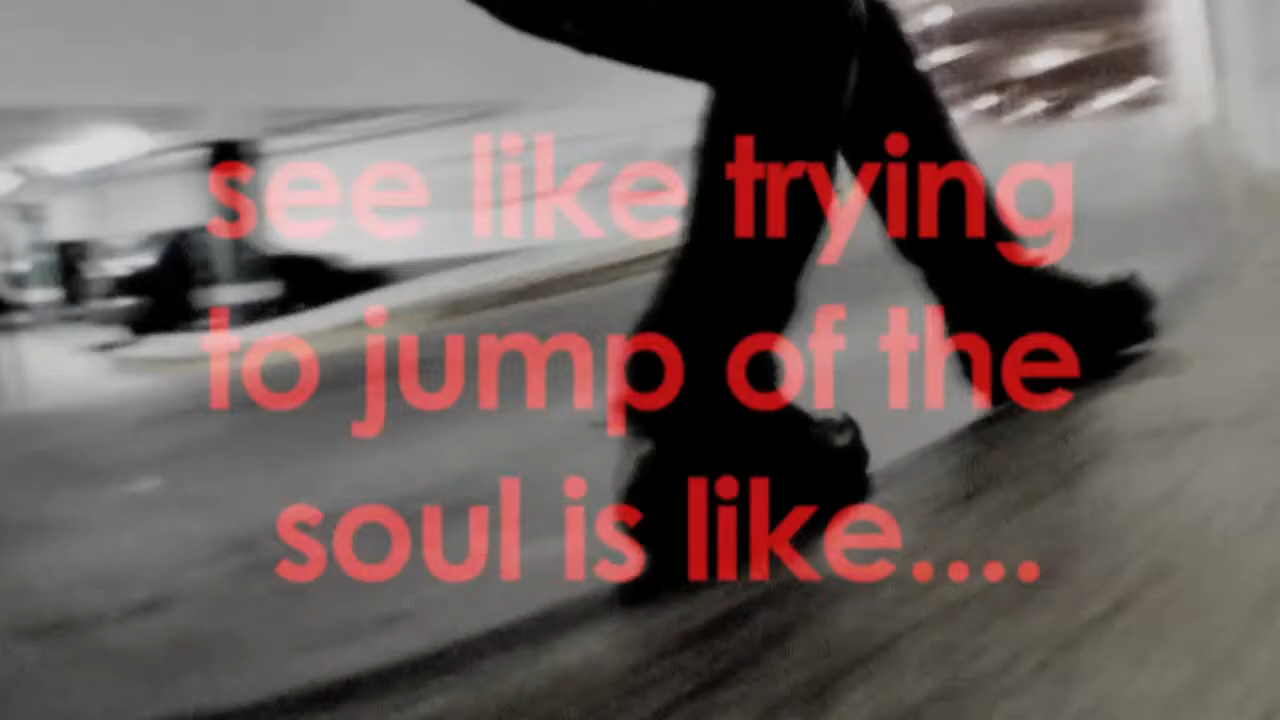 see like trying
to jump of the
soul is like....